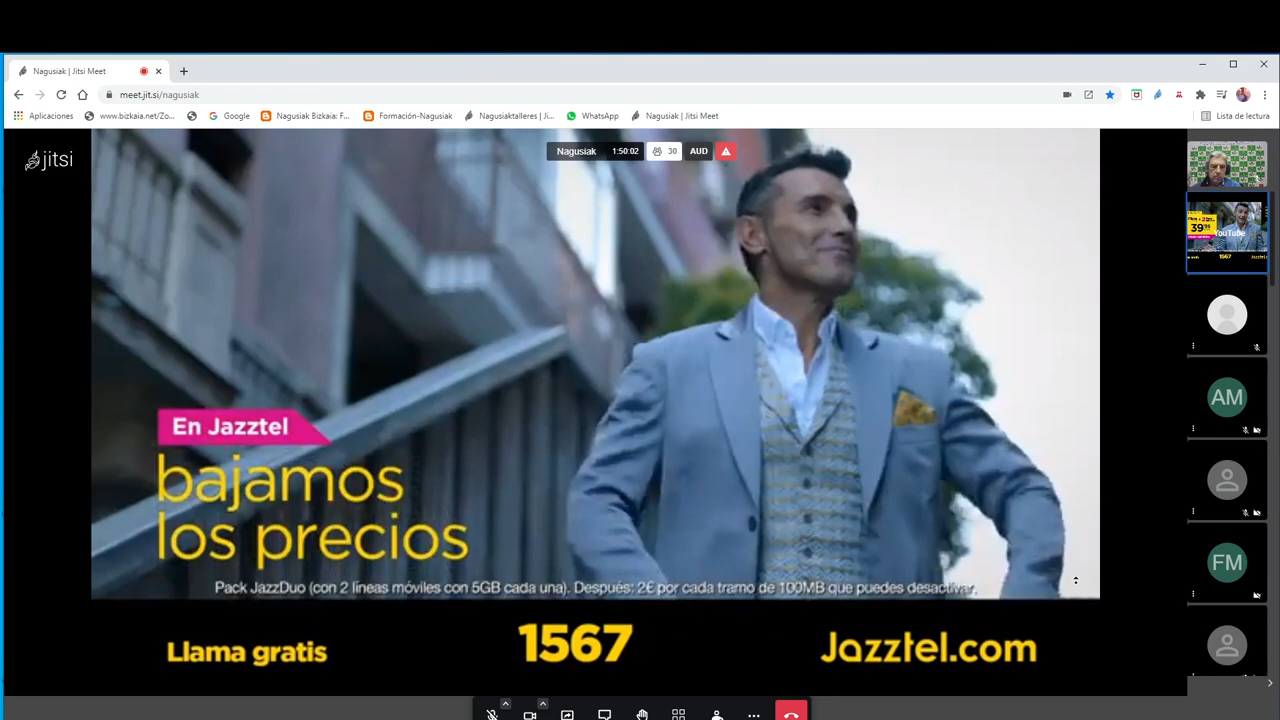 Nagusiak | Jitsi Meet
meet.jit.si/nagusiak
Aplicaciones
www.bizkaia.net/Zo...
Google
Nagusiak Bizkaia: F...
Formación-Nagusiak
Nagusiaktalleres | Ji...
WhatsApp
Nagusiak | Jitsi Meet
Lista de lectura
jitsi
Nagusiak 1:50:02 30 AUD
39
YouTube
1567
AM
FM
En Jazztel
bajamos
los precios
Pack JazzDuo (con 2 líneas móviles con 5GB cada una). Después: 2€ por cada tramo de 100MB que puedes desactivar.
Llama gratis
1567
Jazztel.com